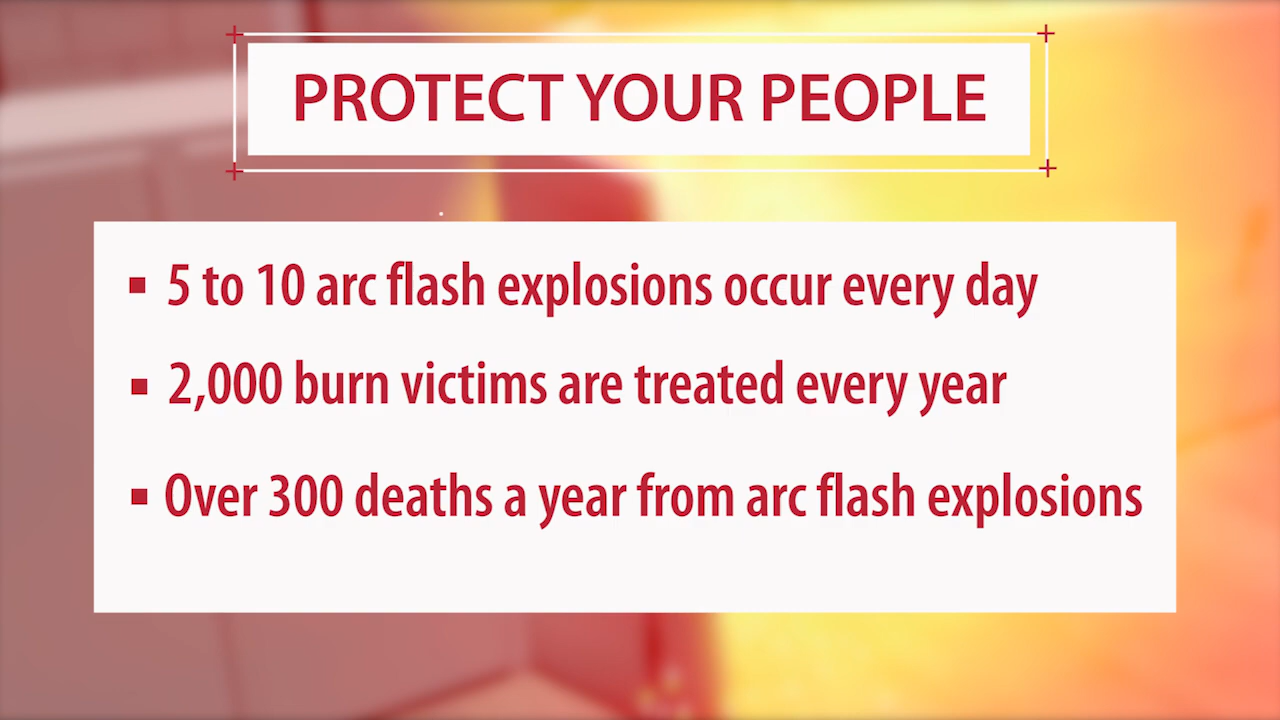 PROTECT YOUR PEOPLE
▪ 5 to 10 arc flash explosions occur every day
▪ 2,000 burn victims are treated every year
▪ Over 300 deaths a year from arc flash explosions